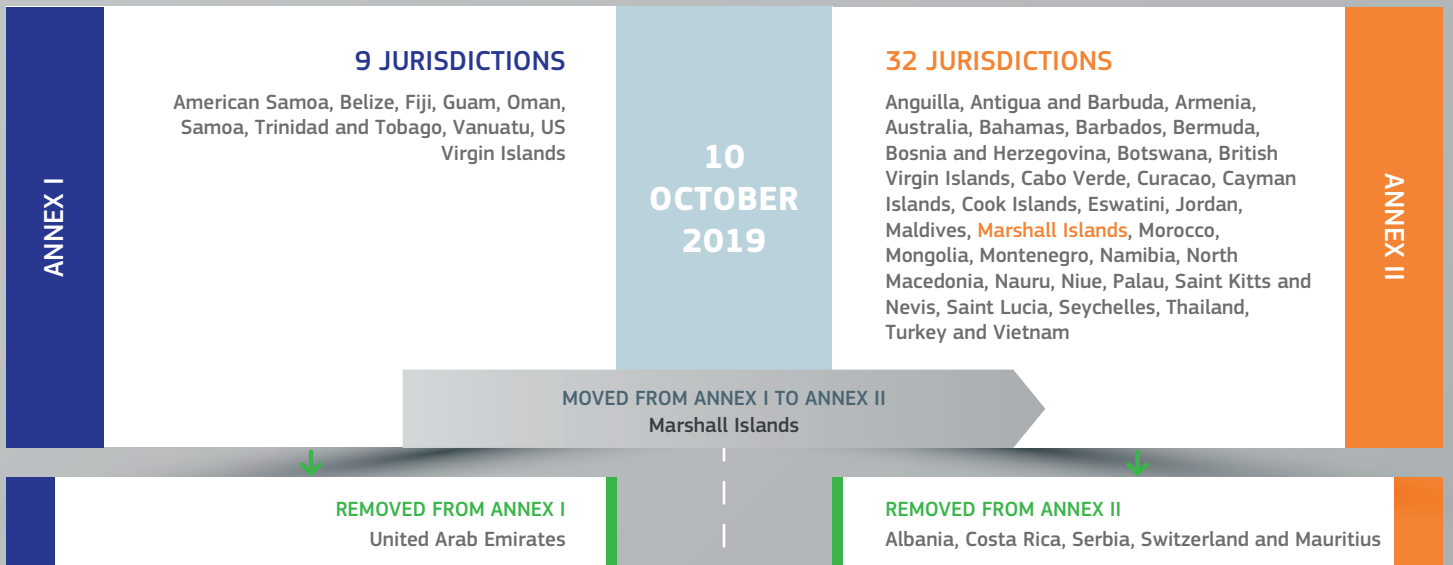 ANNEX I
9 JURISDICTIONS
American Samoa, Belize, Fiji, Guam, Oman,
Samoa, Trinidad and Tobago, Vanuatu, US
Virgin Islands
10
OCTOBER
2019
32 JURISDICTIONS
Anguilla, Antigua and Barbuda, Armenia,
Australia, Bahamas, Barbados, Bermuda,
Bosnia and Herzegovina, Botswana, British
Virgin Islands, Cabo Verde, Curacao, Cayman
Islands, Cook Islands, Eswatini, Jordan,
Maldives, Marshall Islands, Morocco,
Mongolia, Montenegro, Namibia, North
Macedonia, Nauru, Niue, Palau, Saint Kitts and
Nevis, Saint Lucia, Seychelles, Thailand,
Turkey and Vietnam
ANNEX II
MOVED FROM ANNEX I TO ANNEX II
Marshall Islands
REMOVED FROM ANNEX I
United Arab Emirates
REMOVED FROM ANNEX II
Albania, Costa Rica, Serbia, Switzerland and Mauritius